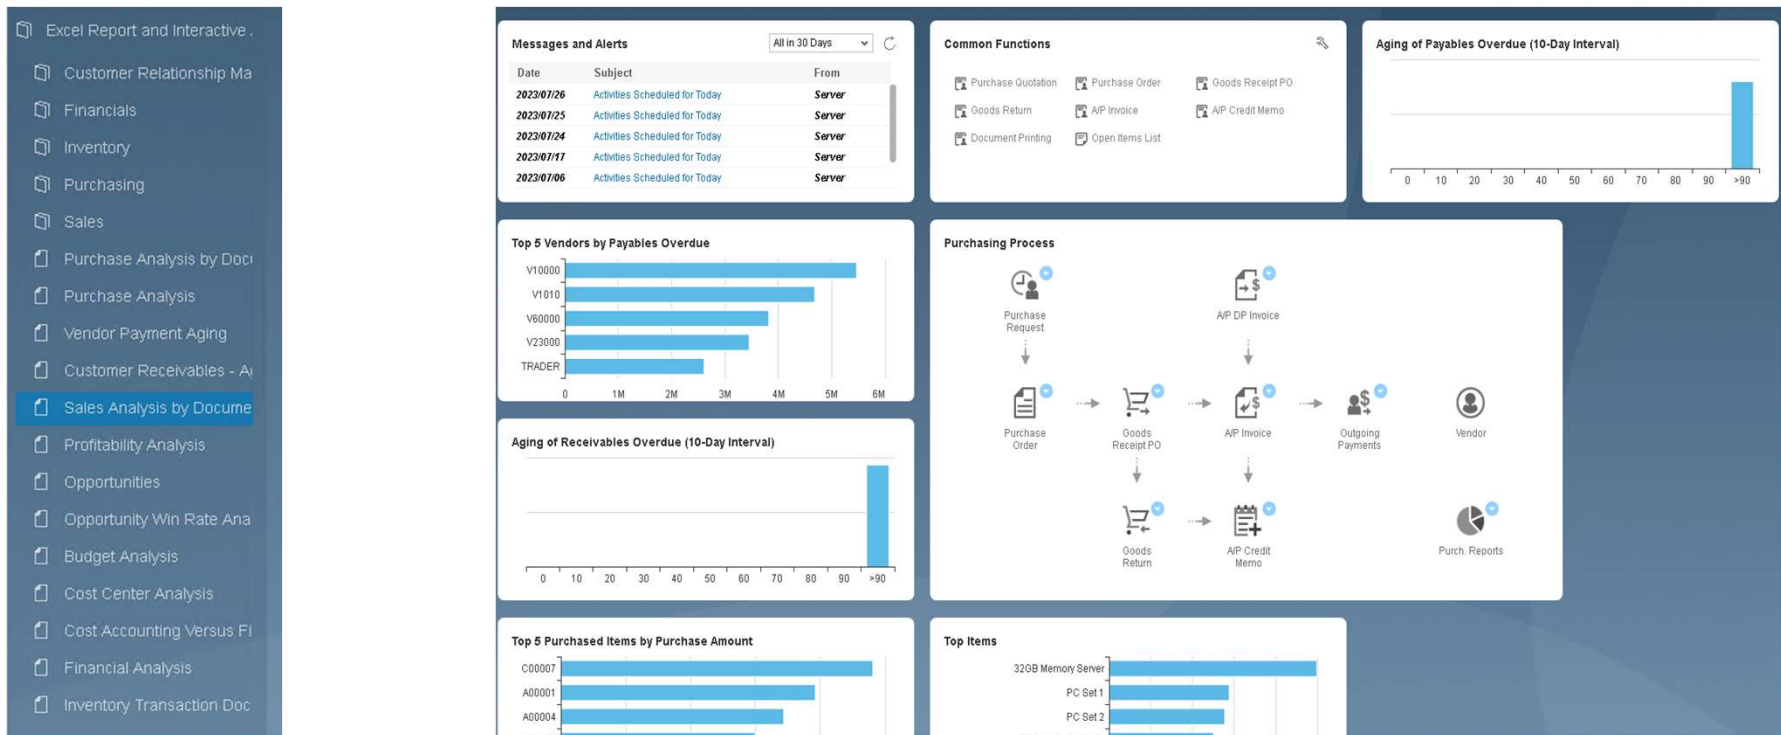 Excel Report and Interactive .
Customer Relationship Ma
Financials
Inventory
Purchasing
Sales
Purchase Analysis by Docu
Purchase Analysis
Vendor Payment Aging
Customer Receivables - A
Sales Analysis by Docume
Profitability Analysis
Opportunities
Opportunity Win Rate Ana
Budget Analysis
Cost Center Analysis
Cost Accounting Versus Fi
Financial Analysis
Inventory Transaction Doc
Messages and Alerts All in 30 Days
Date Subject From
2023/07/26 Activities Scheduled for Today Server
2023/07/25 Activities Scheduled for Today Server
2023/07/24 Activities Scheduled for Today Server
2023/07/17 Activities Scheduled for Today Server
2023/07/06 Activities Scheduled for Today Server
Common Functions
Purchase Quotation Purchase Order Goods Receipt PO
Goods Return A/P Invoice A/P Credit Memo
Document Printing Open Items List
Aging of Payables Overdue (10-Day Interval)
0 10 20 30 40 50 60 70 80 90 >90
Top 5 Vendors by Payables Overdue
V10000
V1010
V60000
V23000
TRADER
0 1M 2M 3M 4M 5M 6M
Aging of Receivables Overdue (10-Day Interval)
0 10 20 30 40 50 60 70 80 90 >90
Purchasing Process
Purchase
Request
A/P DP Invoice
Purchase
Order
Goods
Receipt PO
A/P Invoice
Outgoing
Payments
Vendor
Goods
Return
A/P Credit
Memo
Purch. Reports
Top 5 Purchased Items by Purchase Amount
C00007
A00001
A00004
Top Items
32GB Memory Server
PC Set 1
PC Set 2